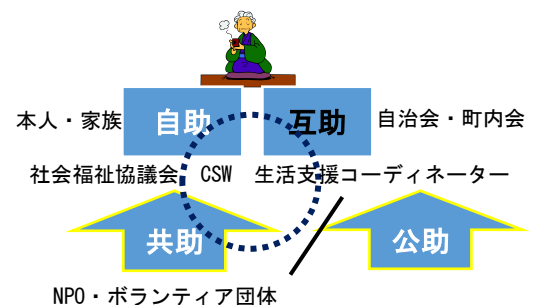 本人・家族 自助 互助 自治会・町内会
社会福祉協議会 CSW 生活支援コーディネーター
共助 公助
NPO・ボランティア団体